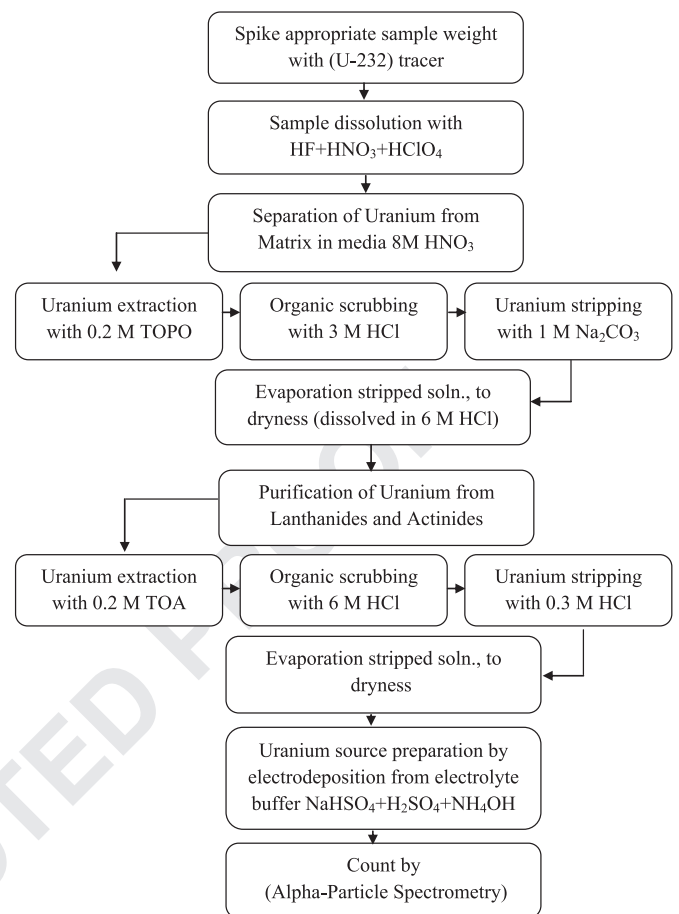 Spike appropriate sample weight
with (U-232) tracer
Sample dissolution with
HF+HNO₃+HClO₄
Separation of Uranium from
Matrix in media 8M HNO₃
Uranium extraction
with 0.2 M TOPO
Organic scrubbing
with 3 M HCl
Uranium stripping
with 1 M Na₂CO₃
Evaporation stripped soln., to
dryness (dissolved in 6 M HCl)
Purification of Uranium from
Lanthanides and Actinides
Uranium extraction
with 0.2 M TOA
Organic scrubbing
with 6 M HCl
Uranium stripping
with 0.3 M HCl
Evaporation stripped soln., to
dryness
Uranium source preparation by
electrodeposition from electrolyte
buffer NaHSO₄+H₂SO₄+NH₄OH
Count by
(Alpha-Particle Spectrometry)